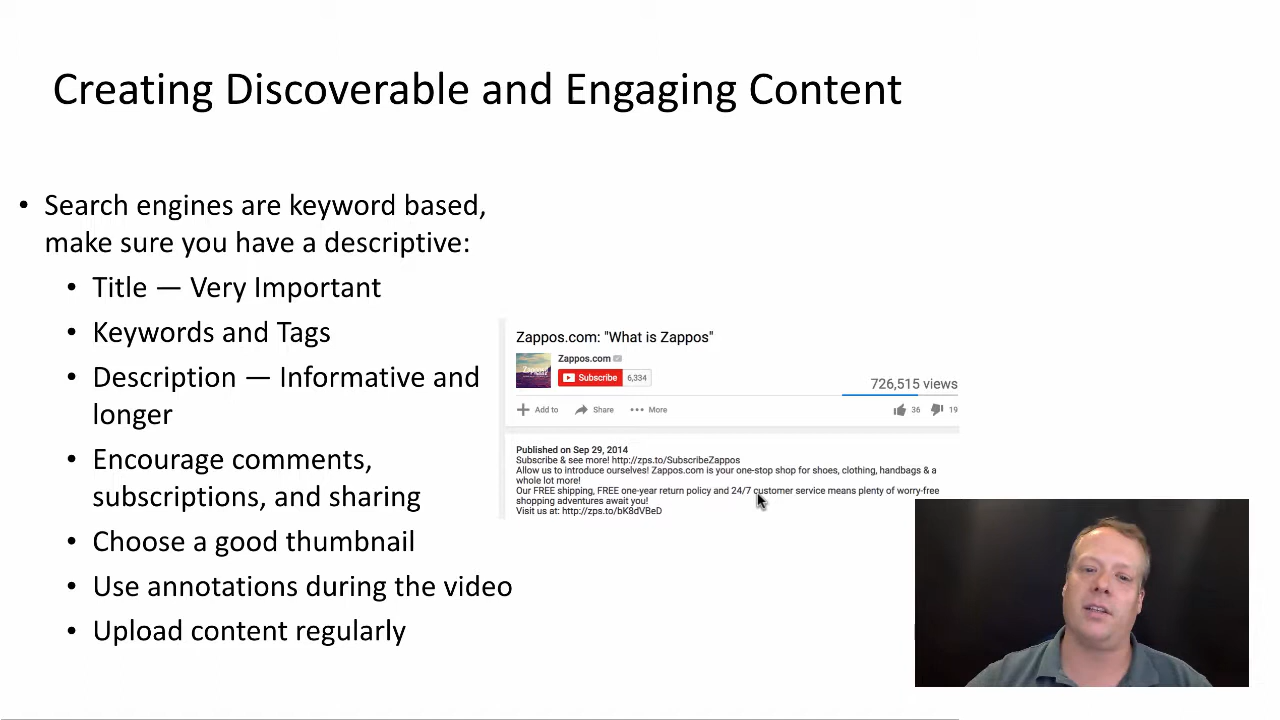 Creating Discoverable and Engaging Content
• Search engines are keyword based,
make sure you have a descriptive:
• Title — Very Important
• Keywords and Tags
• Description — Informative and
longer
• Encourage comments,
subscriptions, and sharing
• Choose a good thumbnail
• Use annotations during the video
• Upload content regularly
Zappos.com: "What is Zappos"
Zappos.com
Subscribe 6,334
726,515 views
Add to Share More
36 19
Published on Sep 29, 2014
Subscribe & see more! http://zps.to/SubscribeZappos
Allow us to introduce ourselves! Zappos.com is your one-stop shop for shoes, clothing, handbags & a
whole lot more!
Our FREE shipping, FREE one-year return policy and 24/7 customer service means plenty of worry-free
shopping adventures await you!
Visit us at: http://zps.to/bK8dVBeD